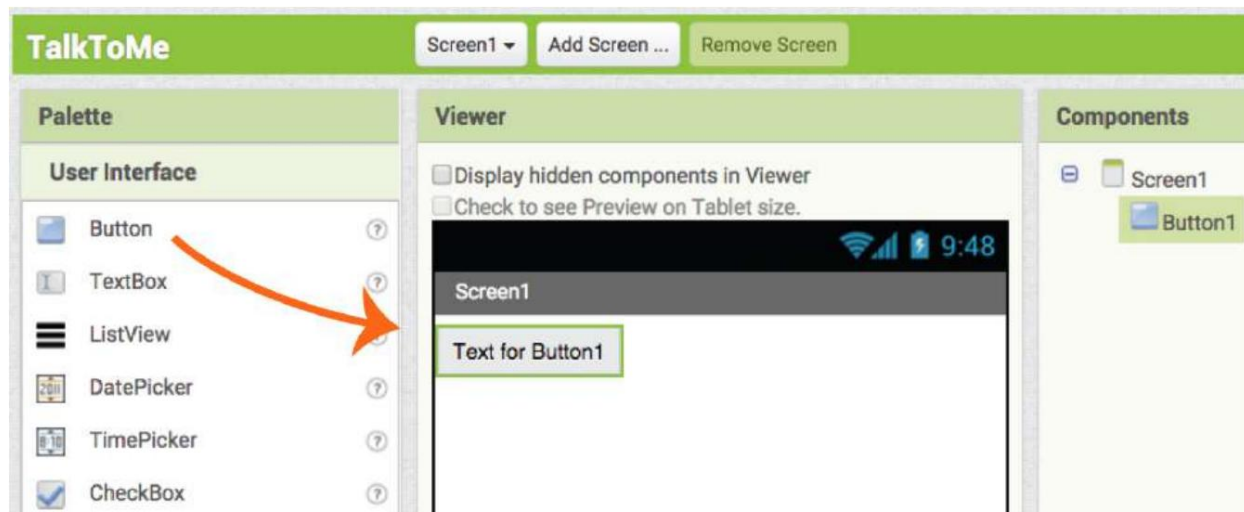 TalkToMe
Screen1 Add Screen ... Remove Screen
Palette
User Interface
Button ?
TextBox ?
ListView ?
DatePicker ?
TimePicker ?
CheckBox ?
Viewer
Display hidden components in Viewer
Check to see Preview on Tablet size.
9:48
Screen1
Text for Button1
Components
Screen1
Button1